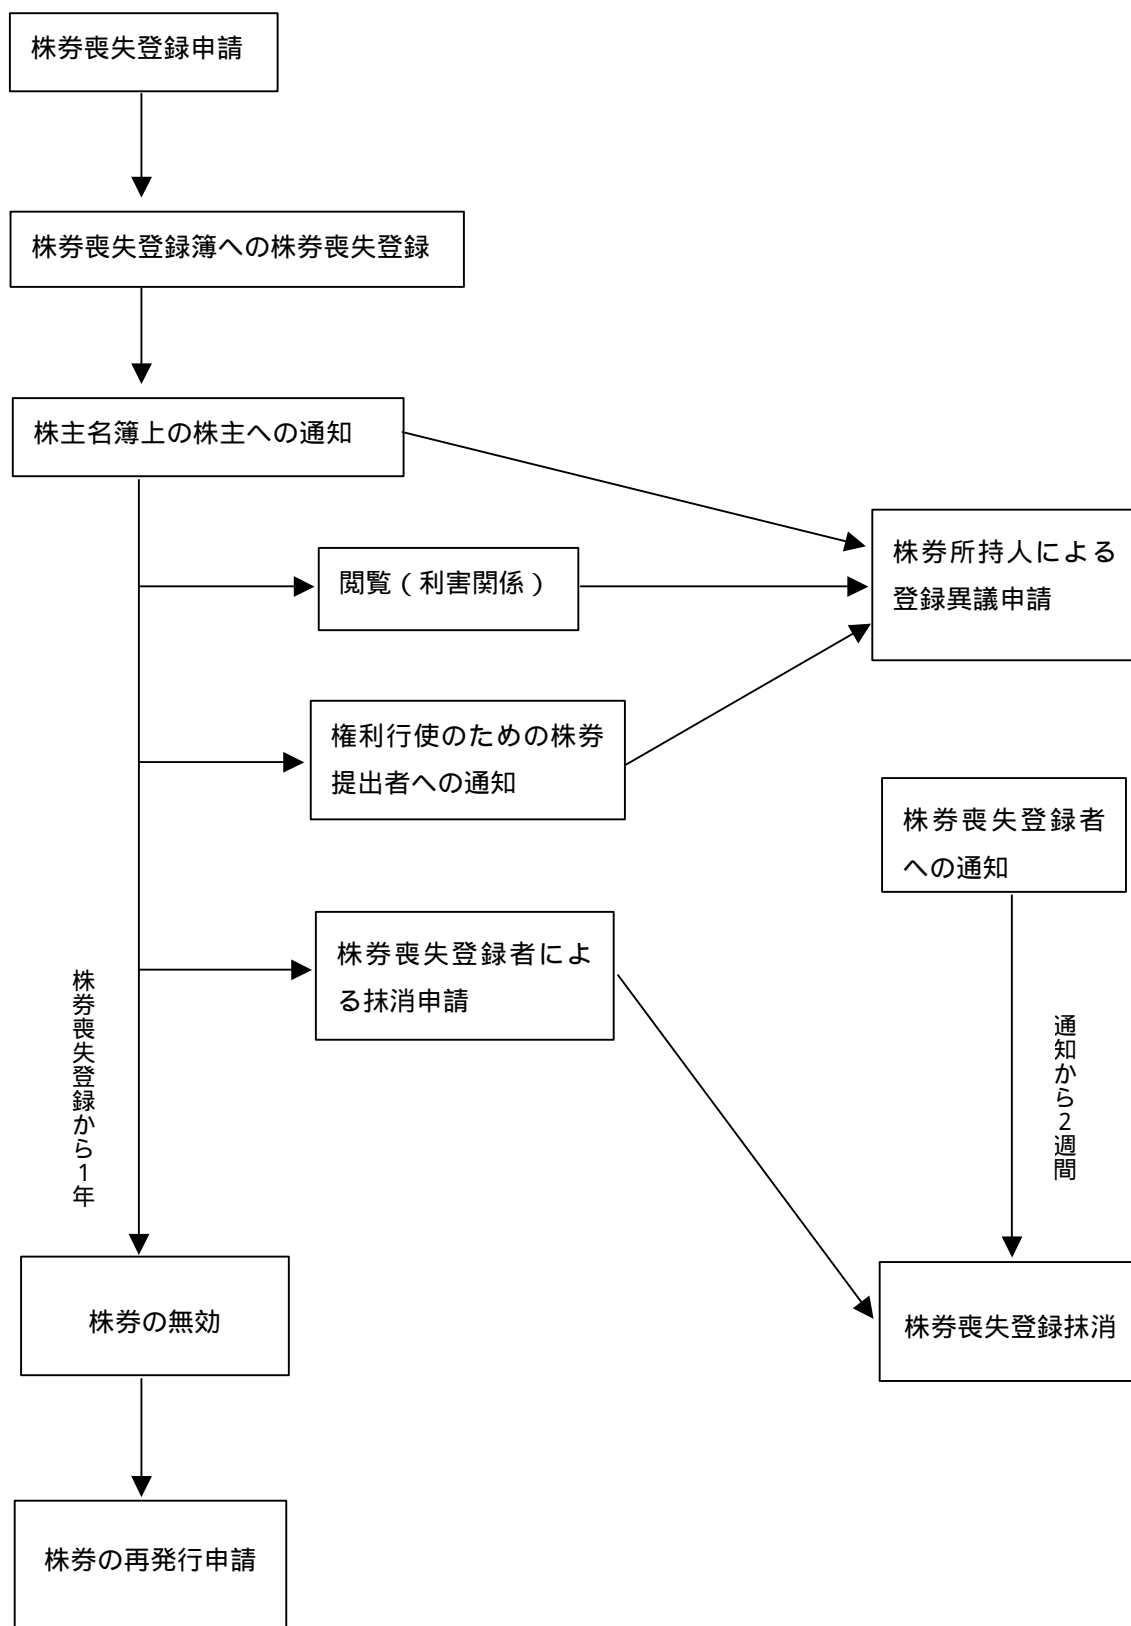 株券喪失登録申請
株券喪失登録簿への株券喪失登録
株主名簿上の株主への通知
閲覧（利害関係）
株券所持人による
登録異議申請
権利行使のための株券
提出者への通知
株券喪失登録者
への通知
株券喪失登録者によ
る抹消申請
株券喪失登録から1年
通知から2週間
株券の無効
株券喪失登録抹消
株券の再発行申請